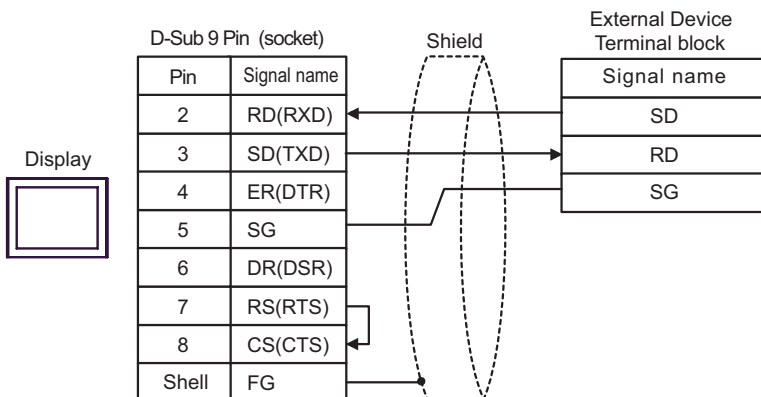 External Device
D-Sub 9 Pin (socket) Shield Terminal block
Pin Signal name Signal name
2 RD(RXD) SD
3 SD(TXD) RD
Display
4 ER(DTR) SG
5 SG
6 DR(DSR)
7 RS(RTS)
8 CS(CTS)
Shell FG